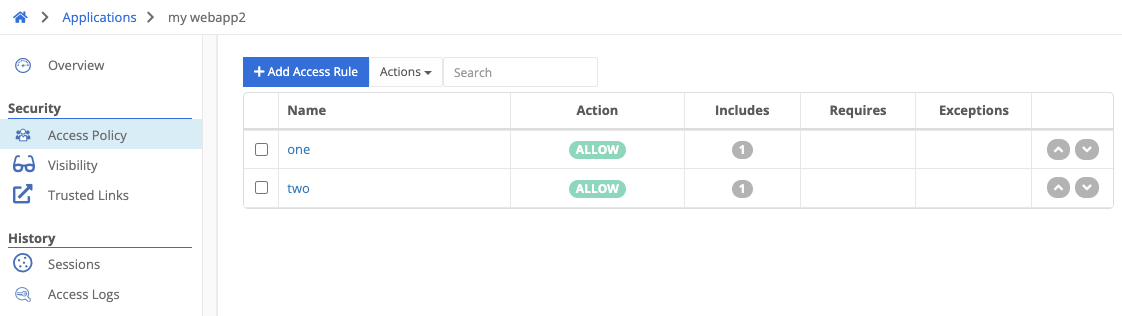 Applications my webapp2
Overview
Security
Access Policy
Visibility
Trusted Links
History
Sessions
Access Logs
+ Add Access Rule Actions Search
Name Action Includes Requires Exceptions
one ALLOW 1
two ALLOW 1